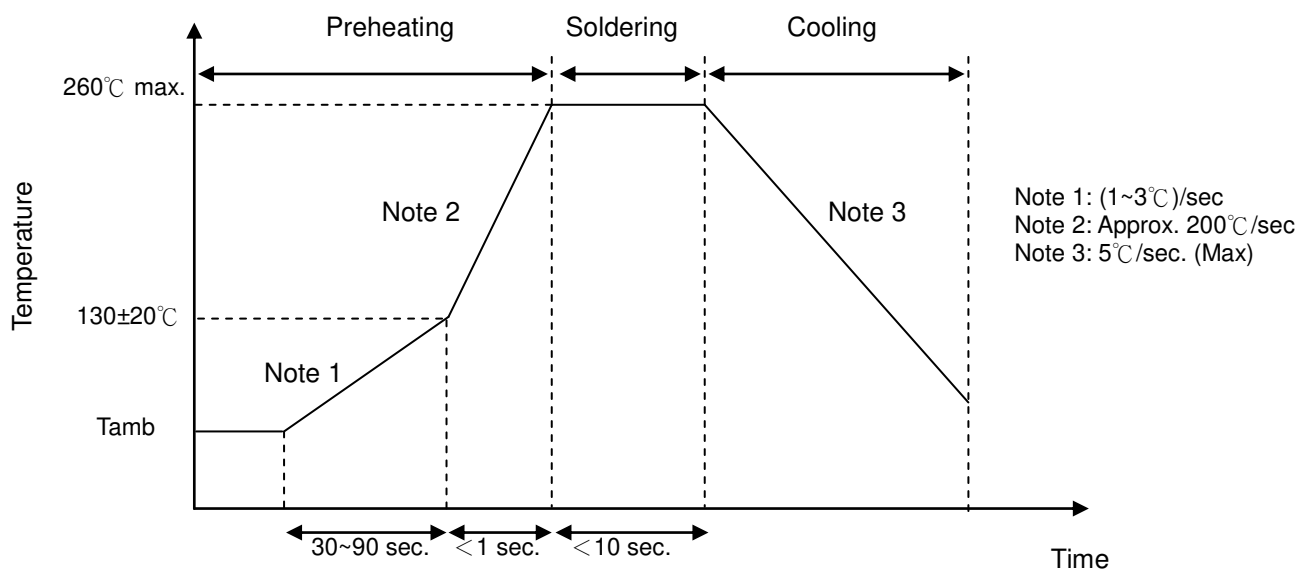 Preheating Soldering Cooling
260℃ max.
Note 2 Note 3
Note 1: (1~3℃)/sec
Note 2: Approx. 200℃/sec
Note 3: 5℃/sec. (Max)
Temperature
130±20℃
Note 1
Tamb
30~90 sec. <1 sec. <10 sec.
Time